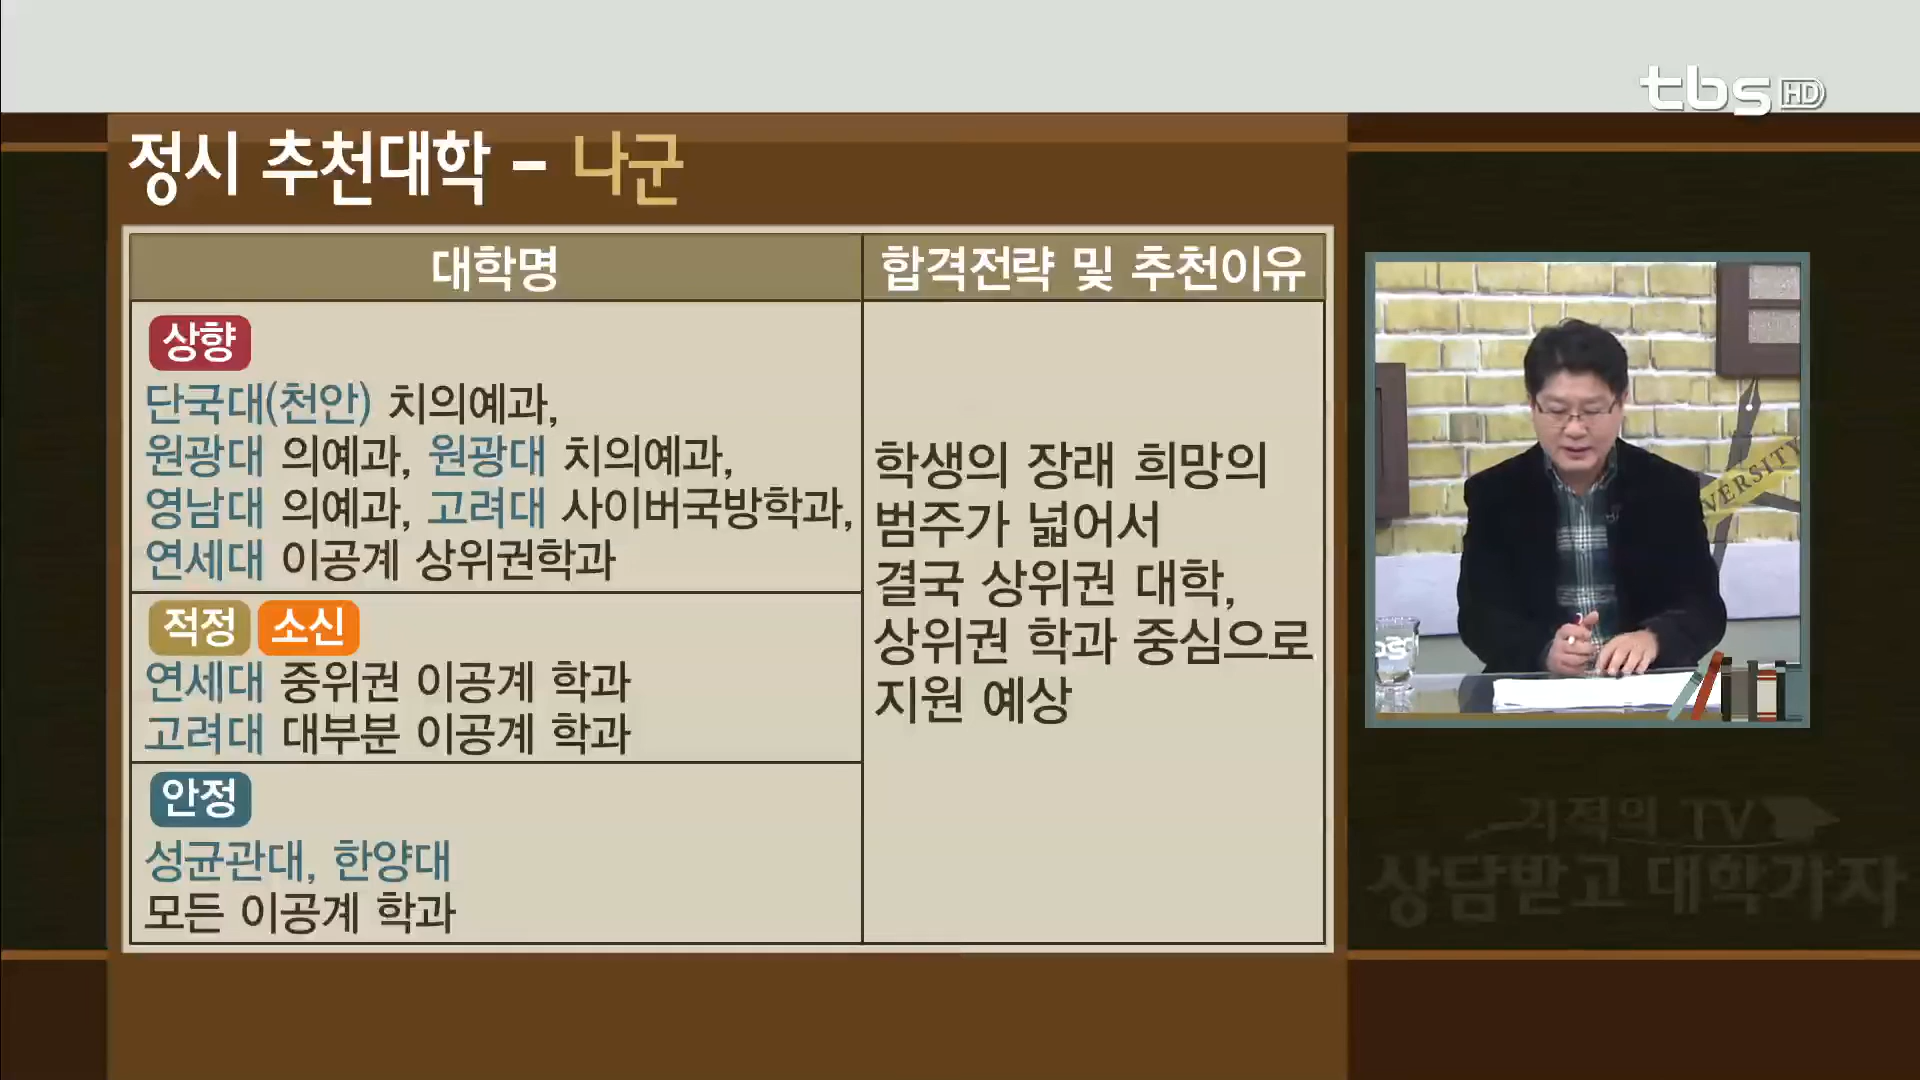 tbs HD
정시 추천대학 - 나군
대학명
합격전략 및 추천이유
상향
단국대(천안) 치의예과,
원광대 의예과, 원광대 치의예과,
영남대 의예과, 고려대 사이버국방학과,
연세대 이공계 상위권학과
적정 소신
연세대 중위권 이공계 학과
고려대 대부분 이공계 학과
안정
성균관대, 한양대
모든 이공계 학과
학생의 장래 희망의
범주가 넓어서
결국 상위권 대학,
상위권 학과 중심으로
지원 예상
VERSITY
기적의 TV
상담받고 대학가자